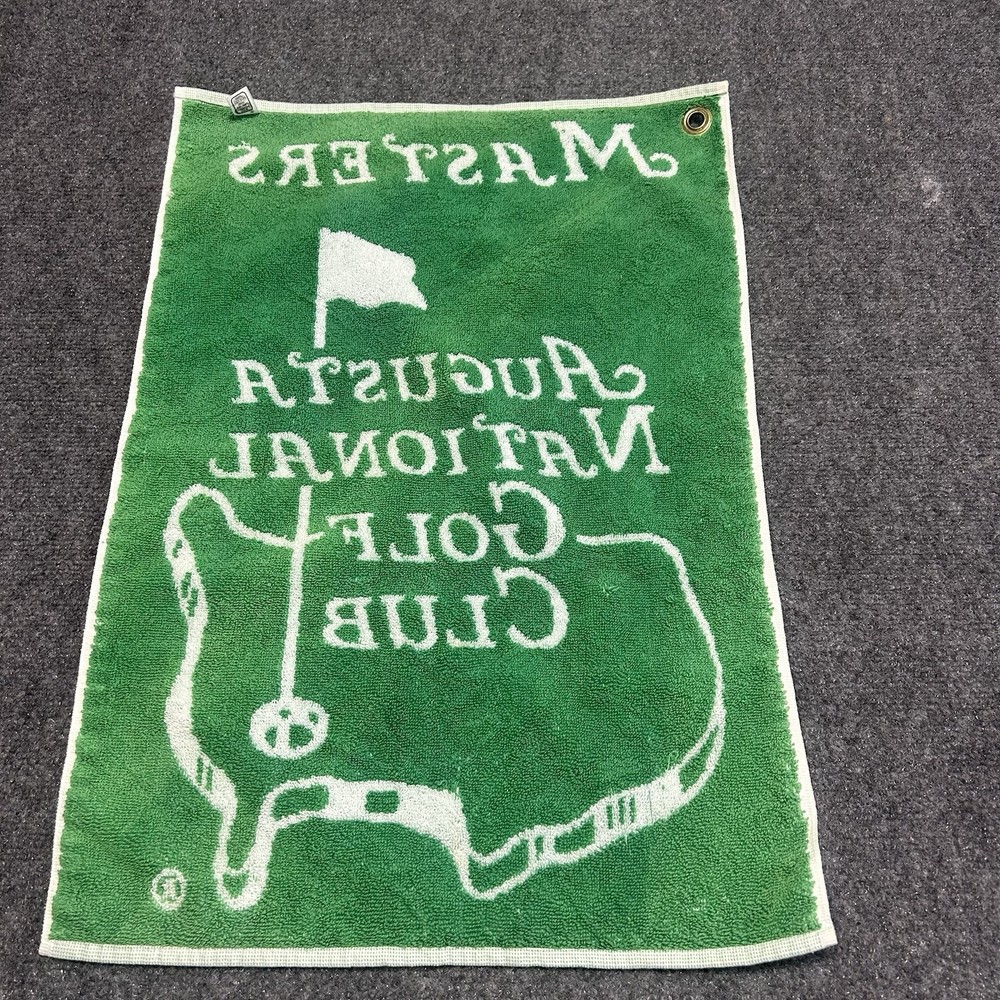 MASTERS
AUGUSTA
NATIONAL
GOLF
CLUB
®